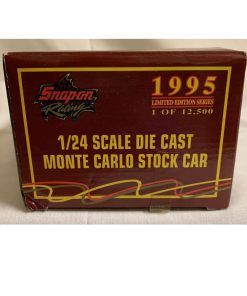 Snap-on
Racing
1995
LIMITED EDITION SERIES
1 OF 12,500
1/24 SCALE DIE CAST
MONTE CARLO STOCK CAR